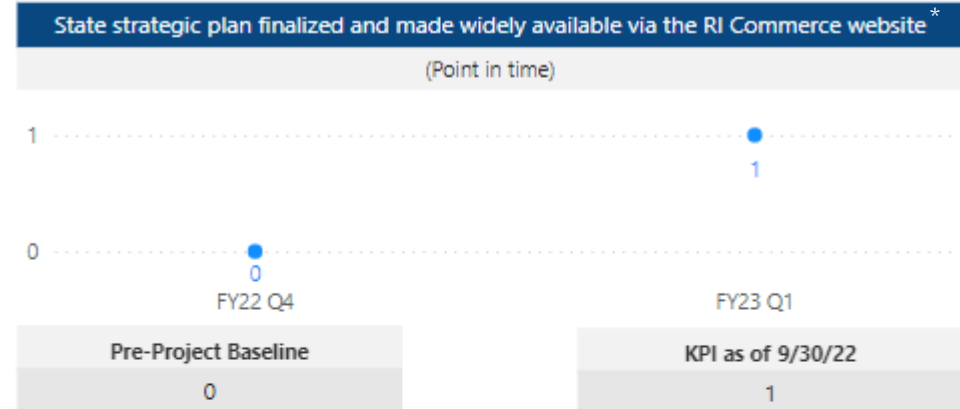 State strategic plan finalized and made widely available via the RI Commerce website*
(Point in time)
1
1
0
0
FY22 Q4 FY23 Q1
Pre-Project Baseline KPI as of 9/30/22
0 1